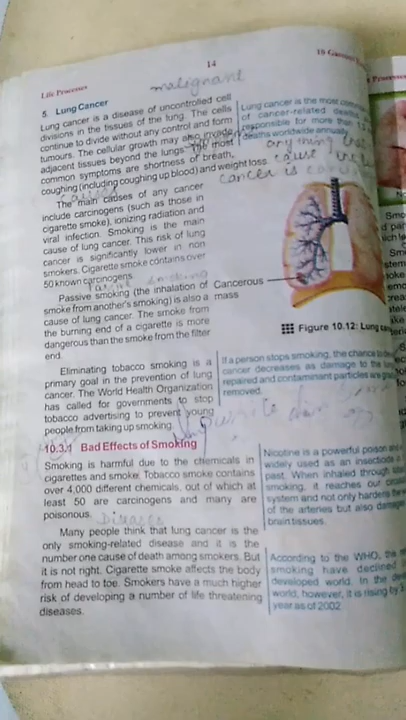 Life Processes
14
malignant
5. Lung Cancer
Lung cancer is a disease of uncontrolled cell
divisions in the tissues of the lung. The cells
continue to divide without any control and form
tumours. The cellular growth may also invade
adjacent tissues beyond the lungs. The most
common symptoms are shortness of breath,
coughing (including coughing up blood) and weight loss.
Lung cancer is the most
of cancer-related
responsible for more than
deaths worldwide annually.
any thing that
cause the
cancer is
causes
The main causes of any cancer
include carcinogens (such as those in
cigarette smoke), ionizing radiation and
viral infection. Smoking is the main
cause of lung cancer. This risk of lung
cancer is significantly lower in non
smokers. Cigarette smoke contains over
50 known carcinogens.
smoking
Passive smoking (the inhalation of
smoke from another's smoking) is also a
cause of lung cancer. The smoke from
the burning end of a cigarette is more
dangerous than the smoke from the filter
end.
Cancerous
mass
Figure 10.12: Lung
Eliminating tobacco smoking is a
primary goal in the prevention of lung
cancer. The World Health Organization
has called for governments to stop
tobacco advertising to prevent young
people from taking up smoking.
If a person stops smoking, the chance
cancer decreases as damage to the
repaired and contaminant particles are
removed.
10.3.1 Bad Effects of Smoking
Smoking is harmful due to the chemicals in
cigarettes and smoke. Tobacco smoke contains
over 4,000 different chemicals, out of which at
least 50 are carcinogens and many are
poisonous.
Diseases
Many people think that lung cancer is the
only smoking-related disease and it is the
number one cause of death among smokers. But
it is not right. Cigarette smoke affects the body
from head to toe. Smokers have a much higher
risk of developing a number of life threatening
diseases.
Nicotine is a powerful poison and
widely used as an insecticide in
past. When inhaled through
smoking, it reaches our
system and not only hardens the
of the arteries but also damages
brain tissues.
According to the WHO, the
smoking have declined
developed world. In the
world, however, it is rising by
year as of 2002.